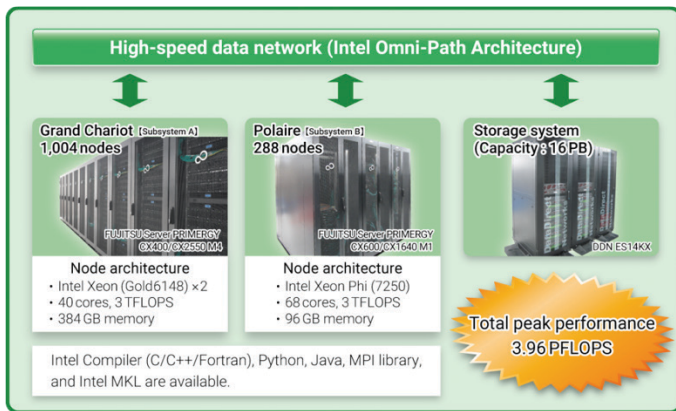 High-speed data network (Intel Omni-Path Architecture)
Grand Chariot 【Subsystem A】
1,004 nodes
FUJITSU Server PRIMERGY
CX400/CX2550 M4
Node architecture
・ Intel Xeon (Gold6148) ×2
・ 40 cores, 3 TFLOPS
・ 384 GB memory
Polaire 【Subsystem B】
288 nodes
FUJITSU Server PRIMERGY
CX600/CX1640 M1
Node architecture
・ Intel Xeon Phi (7250)
・ 68 cores, 3 TFLOPS
・ 96 GB memory
Storage system
(Capacity : 16 PB)
DDN ES14KX
Intel Compiler (C/C++/Fortran), Python, Java, MPI library,
and Intel MKL are available.
Total peak performance
3.96 PFLOPS